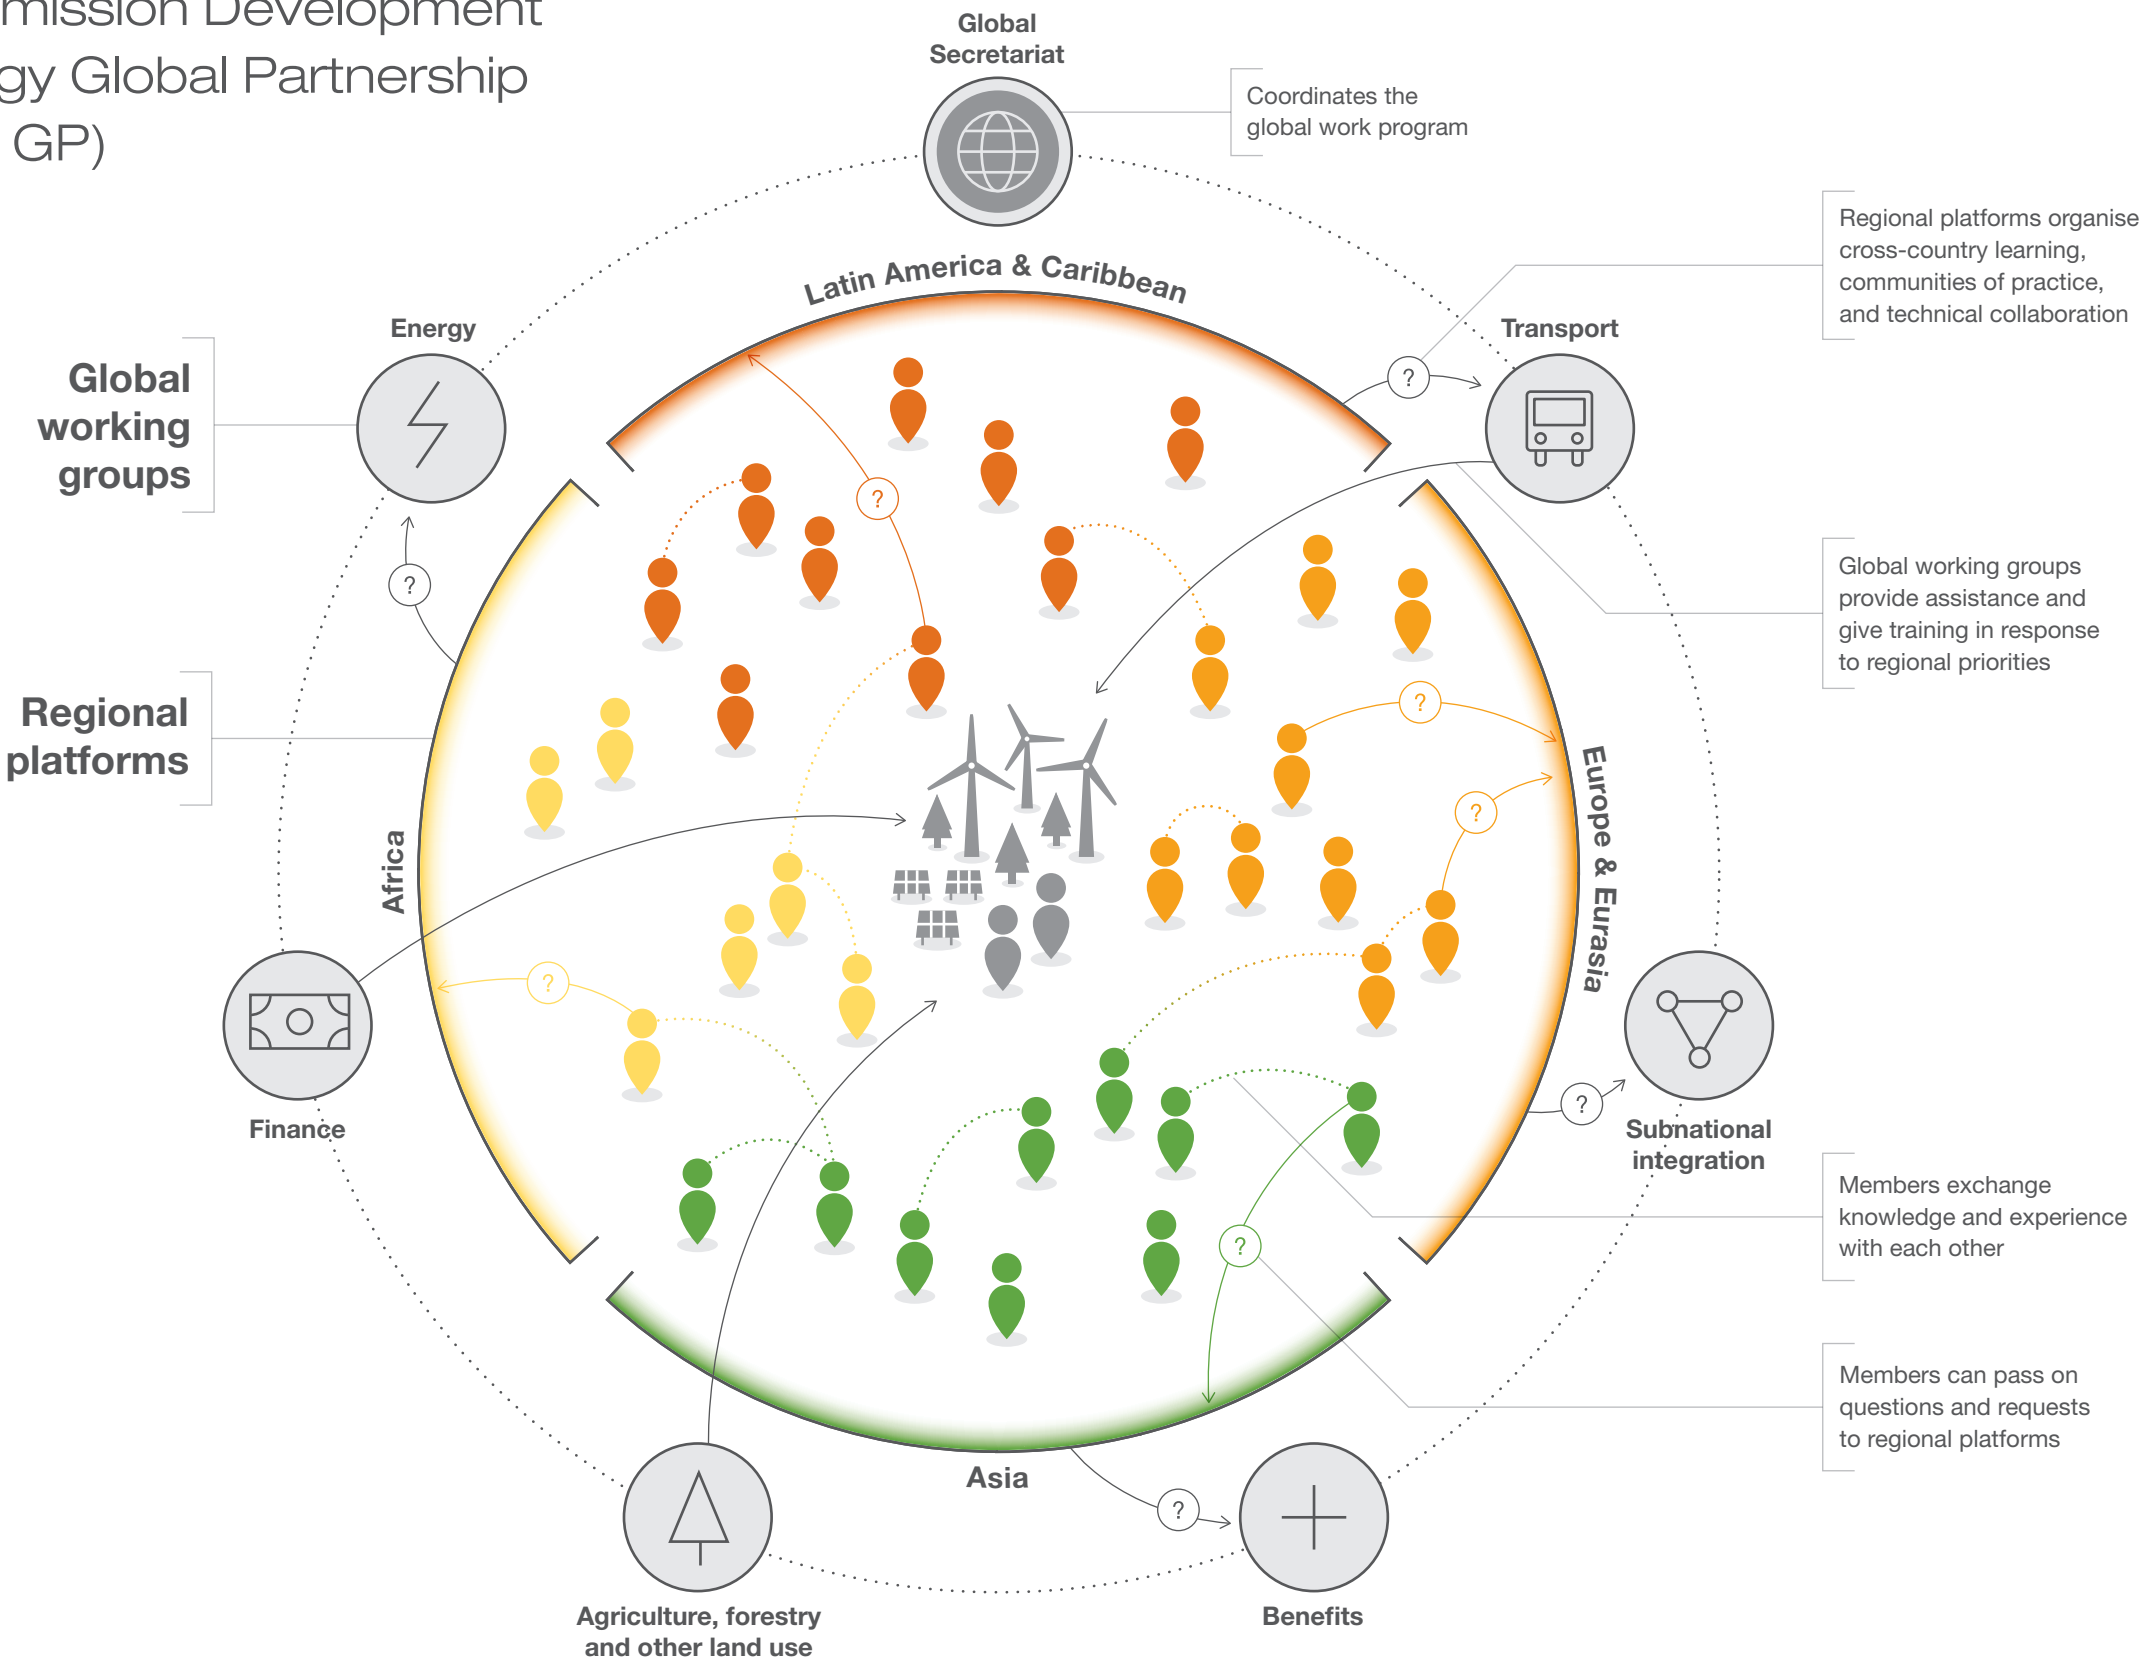 mission Development
gy Global Partnership
GP)
Global
Secretariat
Coordinates the
global work program
Regional platforms organise
cross-country learning,
communities of practice,
and technical collaboration
Latin America & Caribbean
Energy
Transport
Global
working
groups
?
?
?
Global working groups
provide assistance and
give training in response
to regional priorities
Regional
platforms
?
?
Europe & Eurasia
Africa
?
Finance
?
Subnational
integration
Members exchange
knowledge and experience
with each other
?
Members can pass on
questions and requests
to regional platforms
Asia
?
Agriculture, forestry
and other land use
Benefits